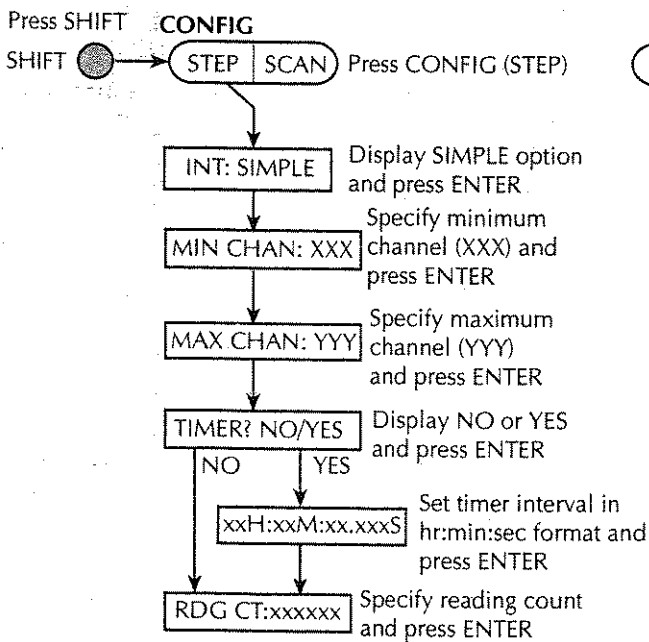 Press SHIFT
CONFIG
SHIFT
STEP
SCAN
Press CONFIG (STEP)
INT: SIMPLE
Display SIMPLE option
and press ENTER
MIN CHAN: XXX
Specify minimum
channel (XXX) and
press ENTER
MAX CHAN: YYY
Specify maximum
channel (YYY)
and press ENTER
TIMER? NO/YES
Display NO or YES
and press ENTER
NO
YES
xxH:xxM:xx.xxxS
Set timer interval in
hr:min:sec format and
press ENTER
RDG CT:xxxxxx
Specify reading count
and press ENTER